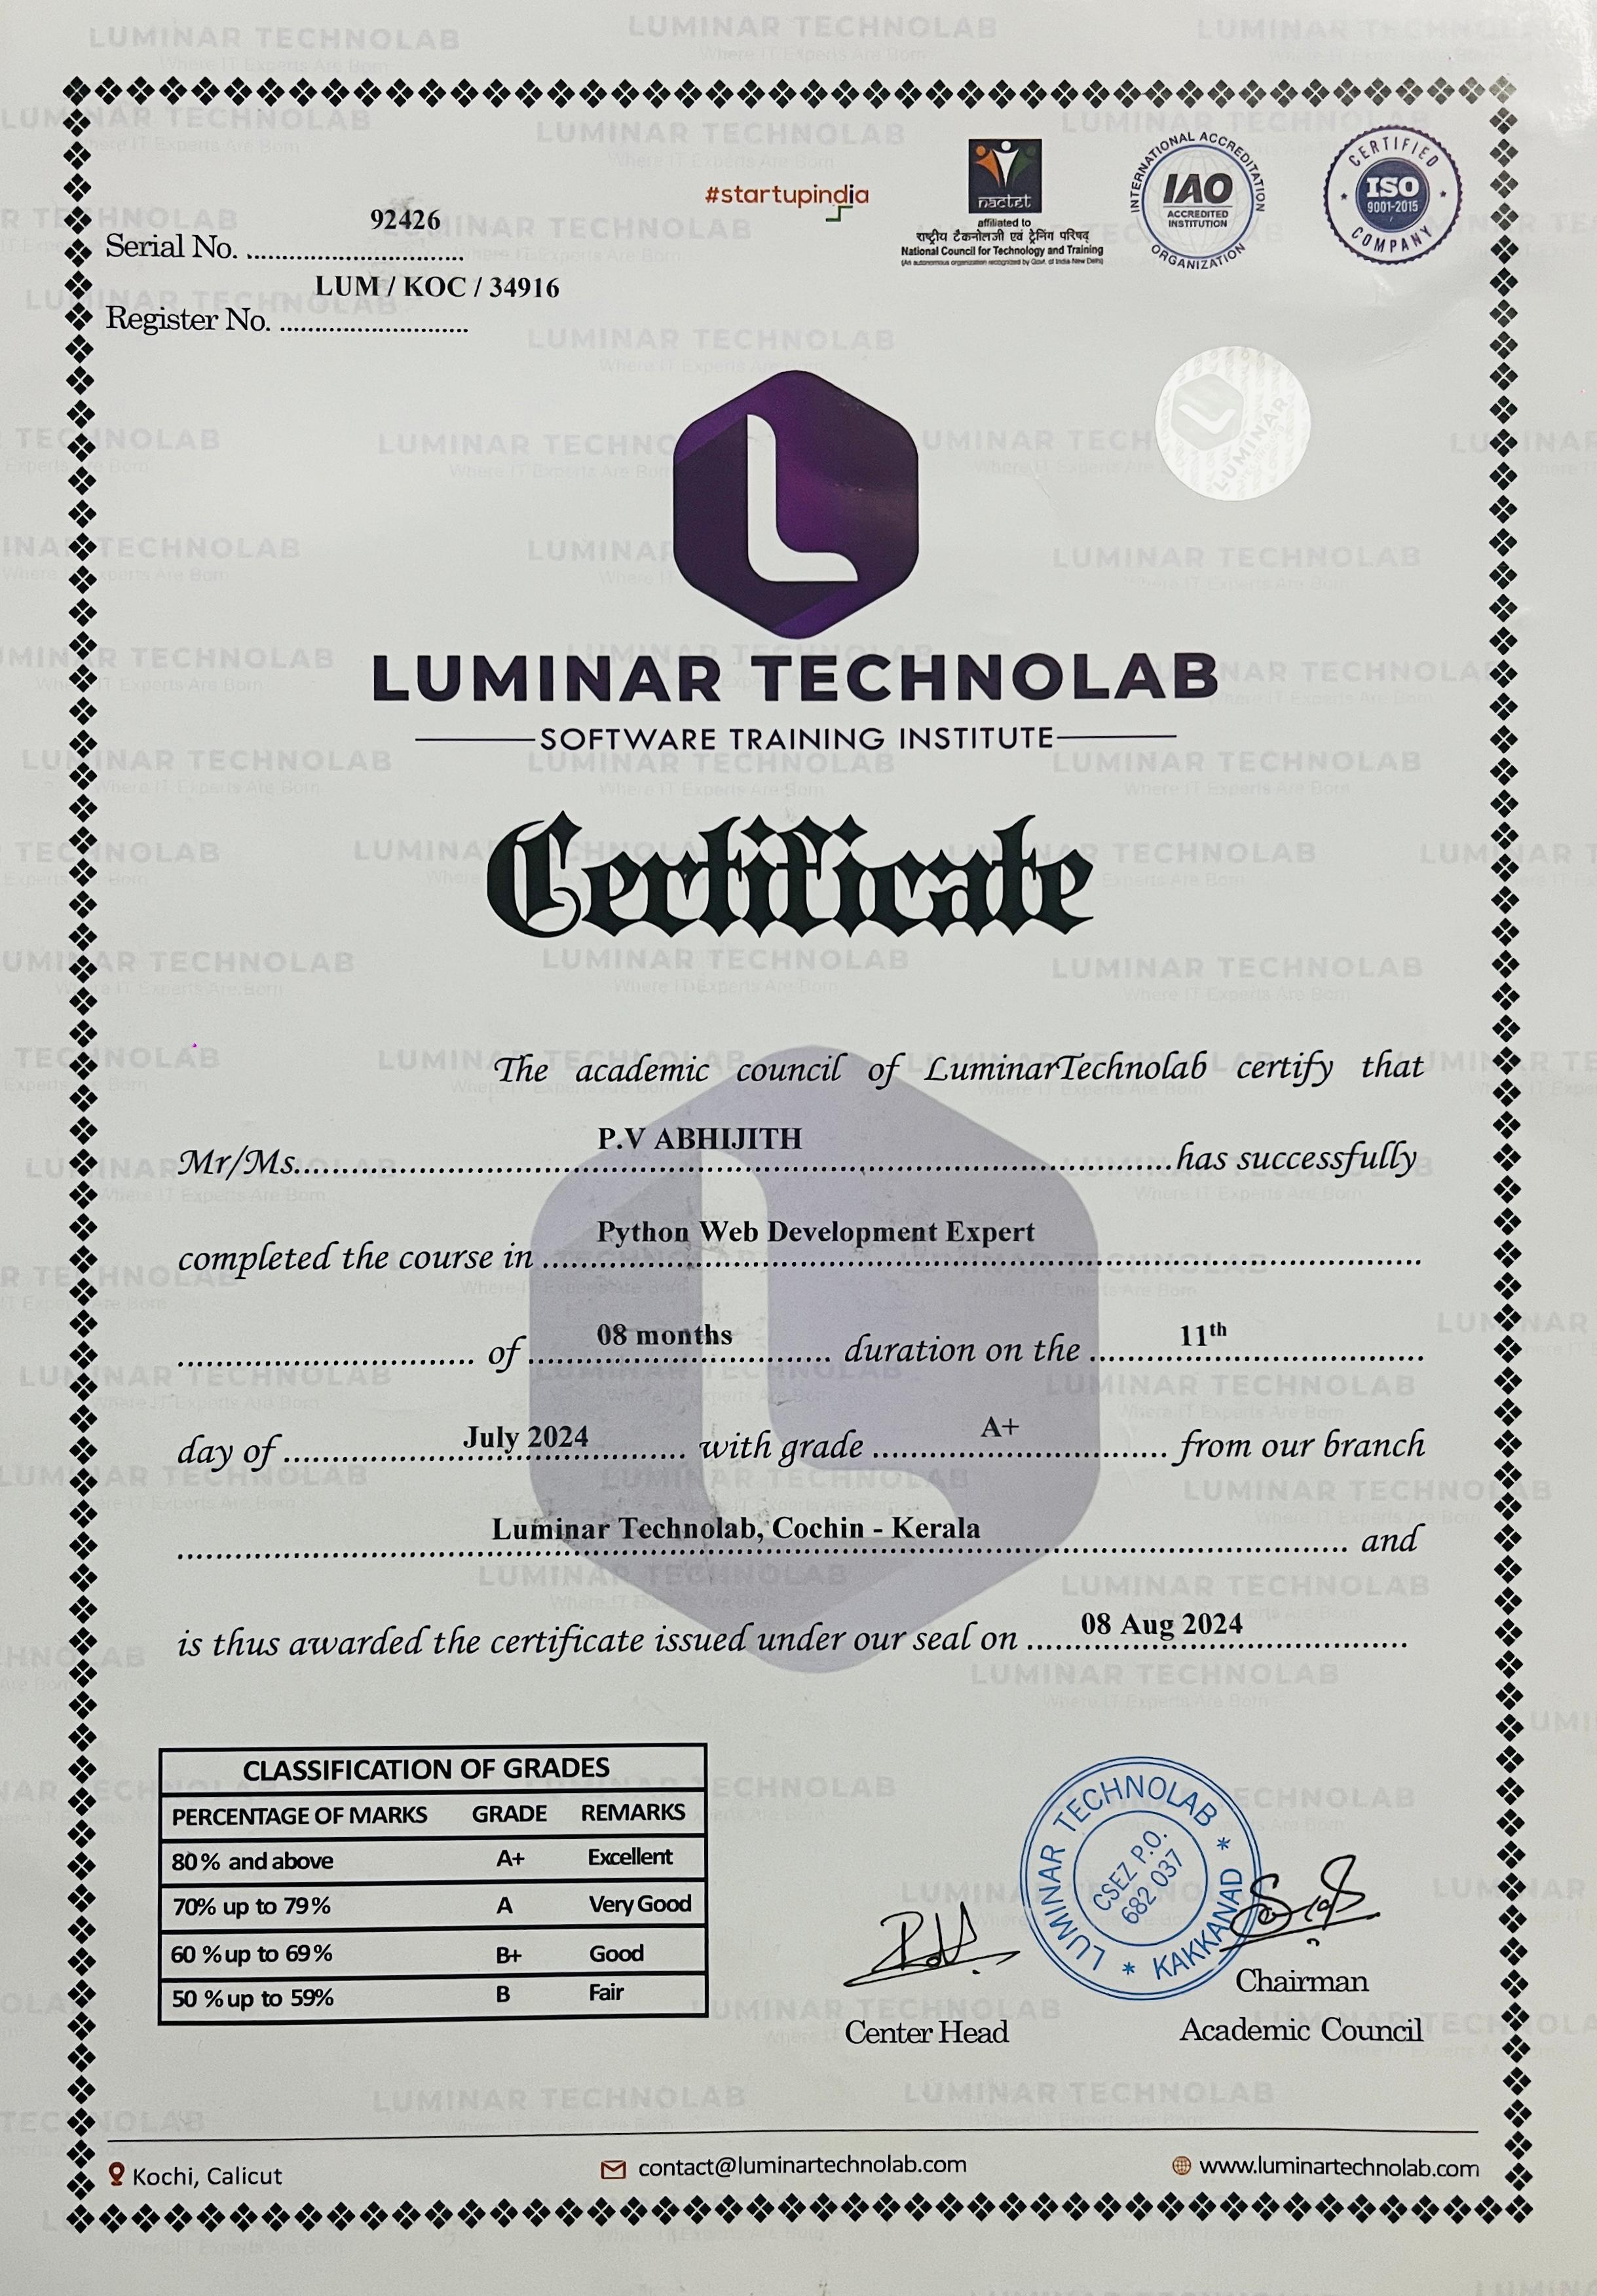 #startupindia
nactet
affiliated to
राष्ट्रीय टैकनोलजी एवं ट्रेनिंग परिषद्
National Council for Technology and Training
(An autonomous organization recognized by Govt. of India New Delhi)
INTERNATIONAL ACCREDITATION
IAO
ACCREDITED
INSTITUTION
ORGANIZATION
CERTIFIED
ISO
9001-2015
COMPANY
Serial No. 92426
Register No. LUM / KOC / 34916
LUMINAR
LUMINAR TECHNOLAB
SOFTWARE TRAINING INSTITUTE
Certificate
The academic council of LuminarTechnolab certify that
Mr/Ms. P.V ABHIJITH has successfully
completed the course in Python Web Development Expert
of 08 months duration on the 11th
day of July 2024 with grade A+ from our branch
Luminar Technolab, Cochin - Kerala and
is thus awarded the certificate issued under our seal on 08 Aug 2024
CLASSIFICATION OF GRADES
PERCENTAGE OF MARKS GRADE REMARKS
80% and above A+ Excellent
70% up to 79% A Very Good
60 %up to 69% B+ Good
50 %up to 59% B Fair
LUMINAR TECHNOLAB * KAKKANAD *
CSEZ P.O.
682 037
Center Head
Chairman
Academic Council
Kochi, Calicut
contact@luminartechnolab.com
www.luminartechnolab.com
LUMINAR TECHNOLAB
Where IT Experts Are Born